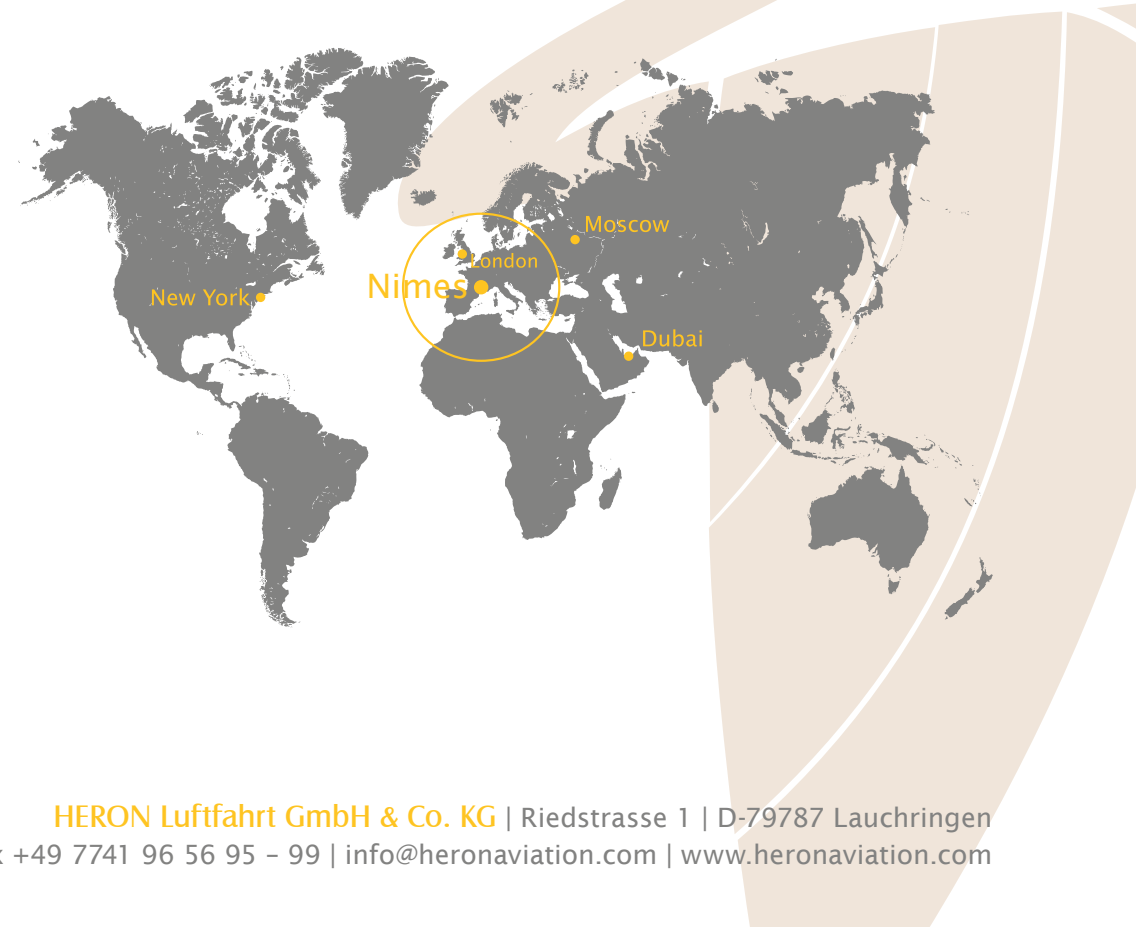 Moscow
London
Nimes
New York
Dubai
HERON Luftfahrt GmbH & Co. KG | Riedstrasse 1 | D-79787 Lauchringen
+49 7741 96 56 95 – 99 | info@heronaviation.com | www.heronaviation.com